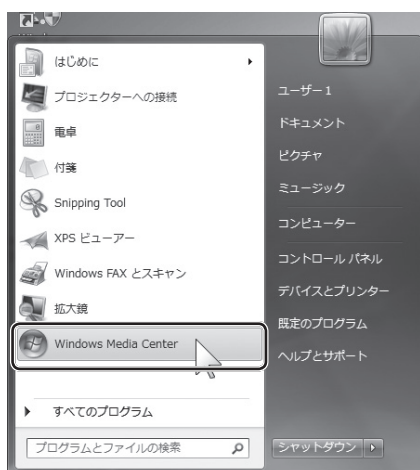 はじめに
プロジェクターへの接続
電卓
付箋
Snipping Tool
XPS ビューアー
Windows FAX とスキャン
拡大鏡
Windows Media Center
すべてのプログラム
プログラムとファイルの検索
ユーザー1
ドキュメント
ピクチャ
ミュージック
コンピューター
コントロール パネル
デバイスとプリンター
既定のプログラム
ヘルプとサポート
シャットダウン